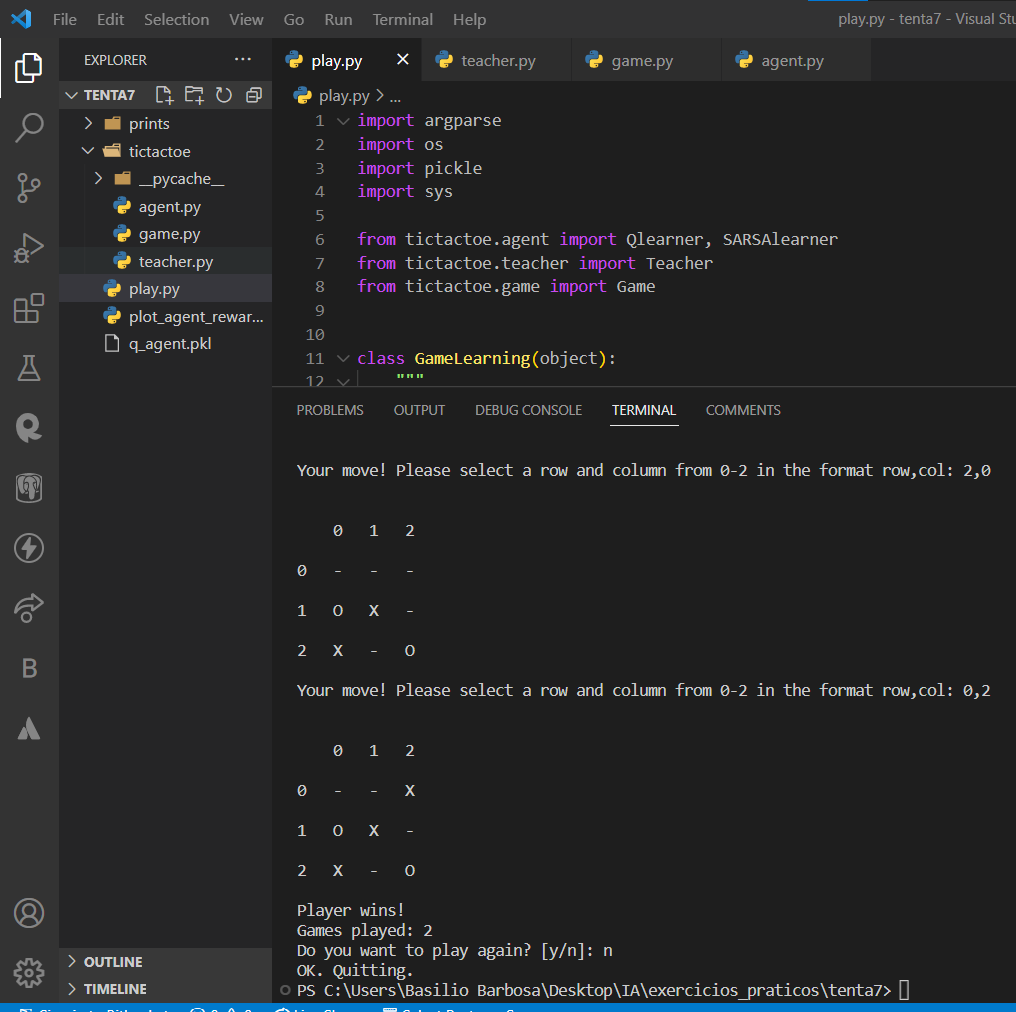 File Edit Selection View Go Run Terminal Help
play.py - tenta7 - Visual
EXPLORER
TENTA7
prints
tictactoe
__pycache__
agent.py
game.py
teacher.py
play.py
plot_agent_rewar...
q_agent.pkl
OUTLINE
TIMELINE
B
play.py teacher.py game.py agent.py
play.py > ...
1 import argparse
2 import os
3 import pickle
4 import sys
5
6 from tictactoe.agent import Qlearner, SARSAlearner
7 from tictactoe.teacher import Teacher
8 from tictactoe.game import Game
9
10
11 class GameLearning(object):
12 """
PROBLEMS OUTPUT DEBUG CONSOLE TERMINAL COMMENTS
Your move! Please select a row and column from 0-2 in the format row,col: 2,0
0 1 2
0 - - -
1 O X -
2 X - O
Your move! Please select a row and column from 0-2 in the format row,col: 0,2
0 1 2
0 - - X
1 O X -
2 X - O
Player wins!
Games played: 2
Do you want to play again? [y/n]: n
OK. Quitting.
PS C:\Users\Basilio Barbosa\Desktop\IA\exercicios_praticos\tenta7>